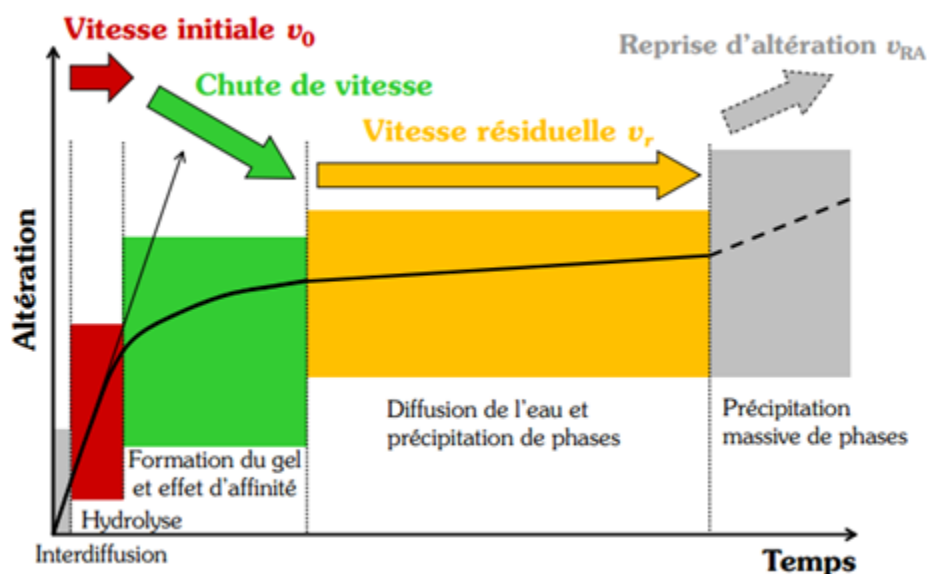 Vitesse initiale v0
Reprise d'altération vRA
Chute de vitesse
Vitesse résiduelle vr
Altération
Diffusion de l'eau et
précipitation de phases
Précipitation
massive de phases
Formation du gel
et effet d'affinité
Hydrolyse
Interdiffusion
Temps